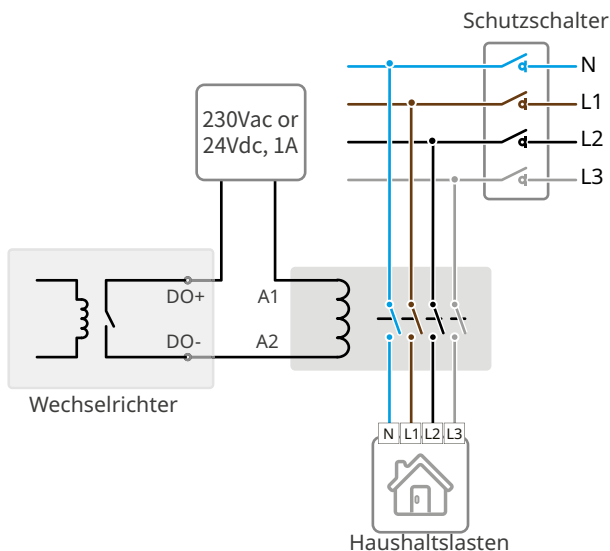 Schutzschalter
N
L1
L2
L3
230Vac or
24Vdc, 1A
DO+
A1
DO-
A2
Wechselrichter
N L1 L2 L3
Haushaltslasten